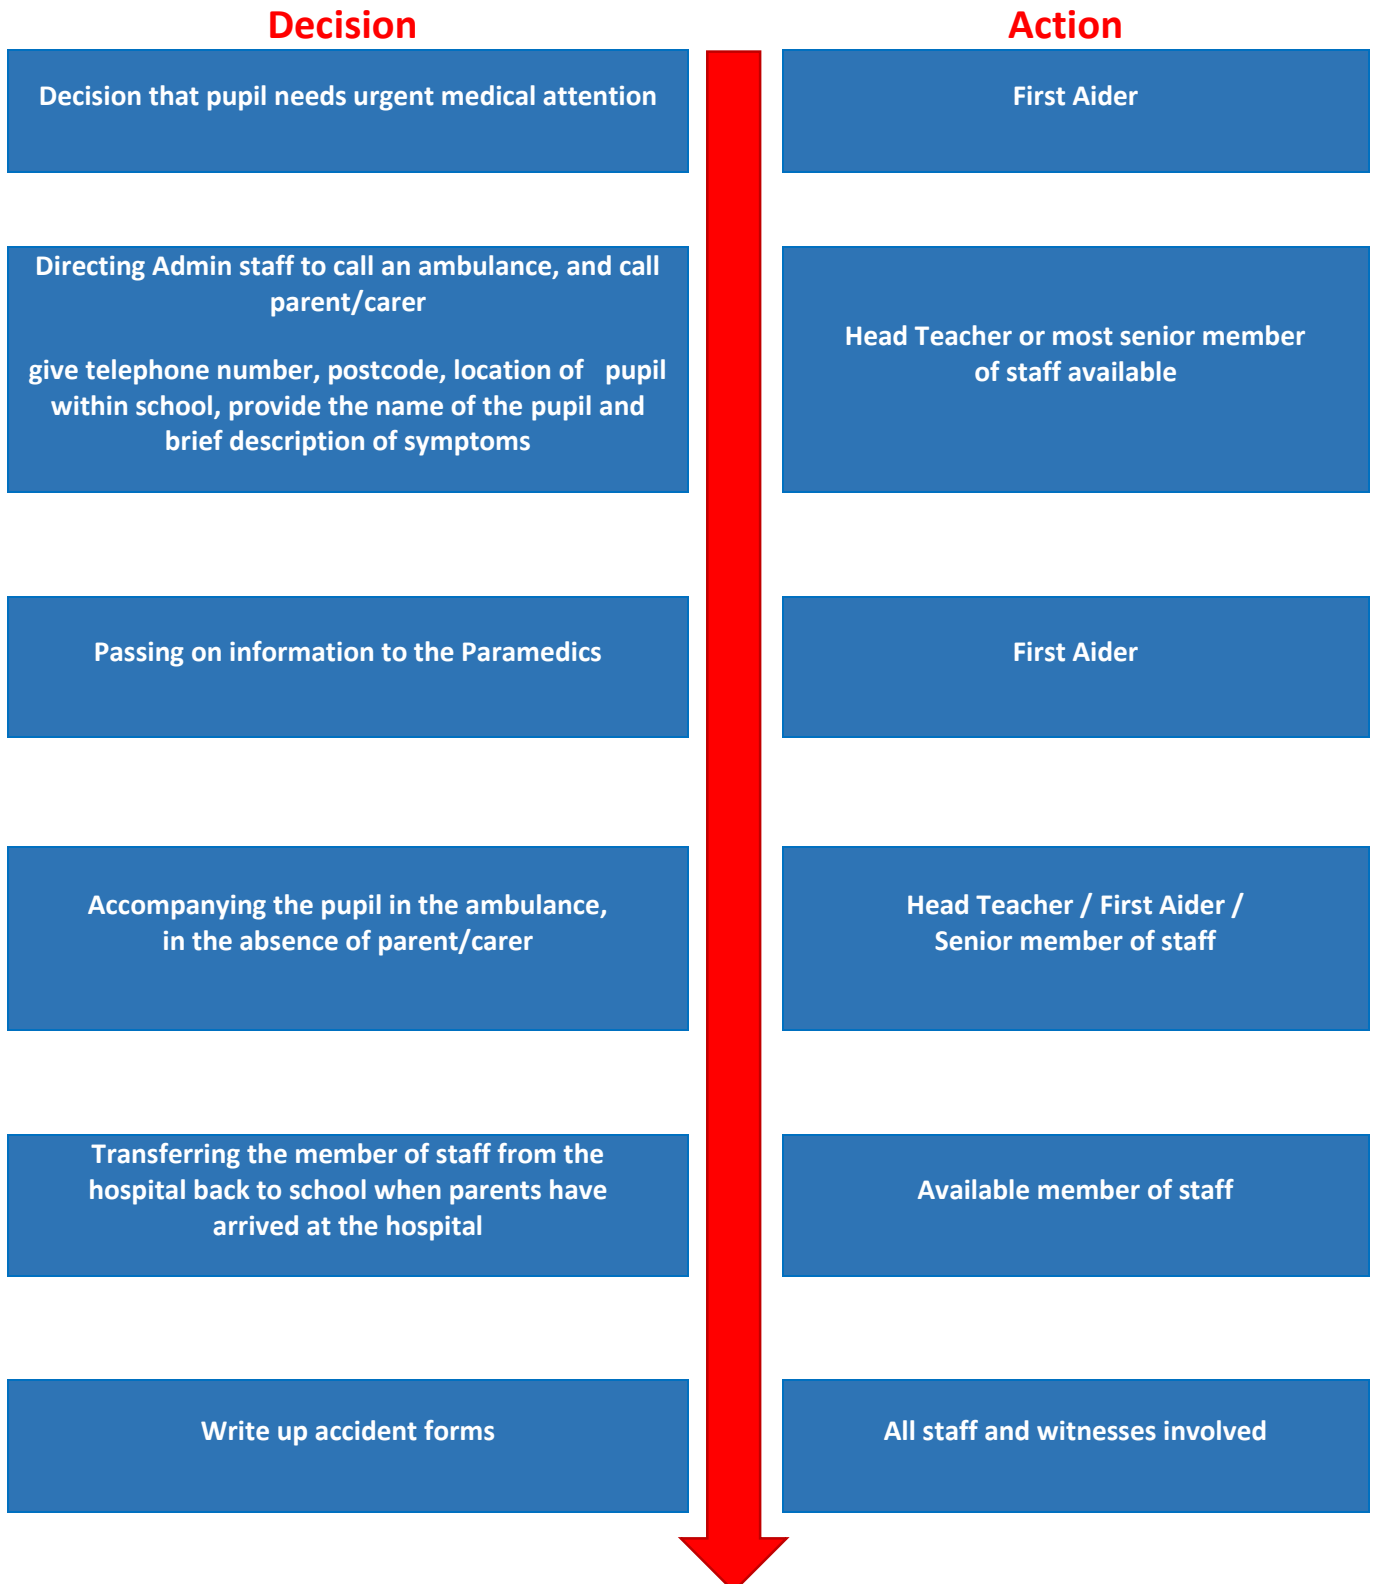 Decision
Action
Decision that pupil needs urgent medical attention
First Aider
Directing Admin staff to call an ambulance, and call
parent/carer
give telephone number, postcode, location of   pupil
within school, provide the name of the pupil and
brief description of symptoms
Head Teacher or most senior member
of staff available
Passing on information to the Paramedics
First Aider
Accompanying the pupil in the ambulance,
in the absence of parent/carer
Head Teacher / First Aider /
Senior member of staff
Transferring the member of staff from the
hospital back to school when parents have
arrived at the hospital
Available member of staff
Write up accident forms
All staff and witnesses involved